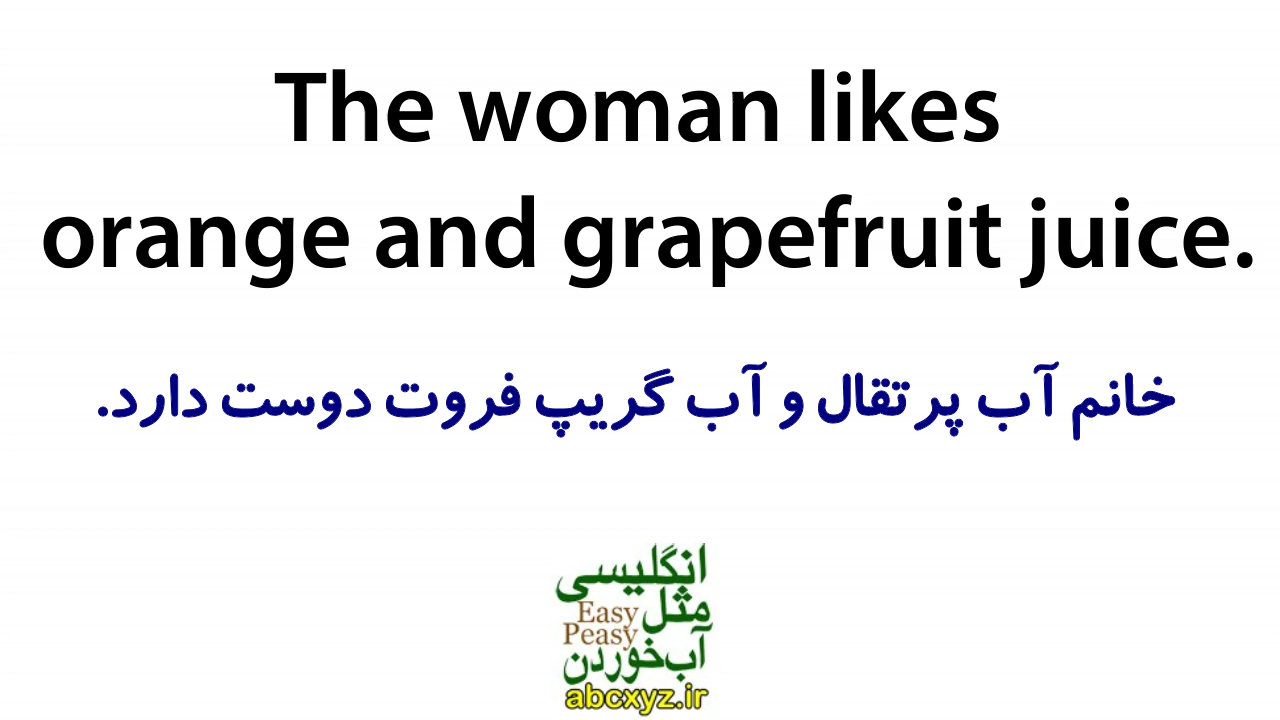 The woman likes
orange and grapefruit juice.
خانم آب پرتقال و آب گریپ فروت دوست دارد.
انگلیسی
مثل
Easy
Peasy
آب‌خوردن
abcxyz.ir